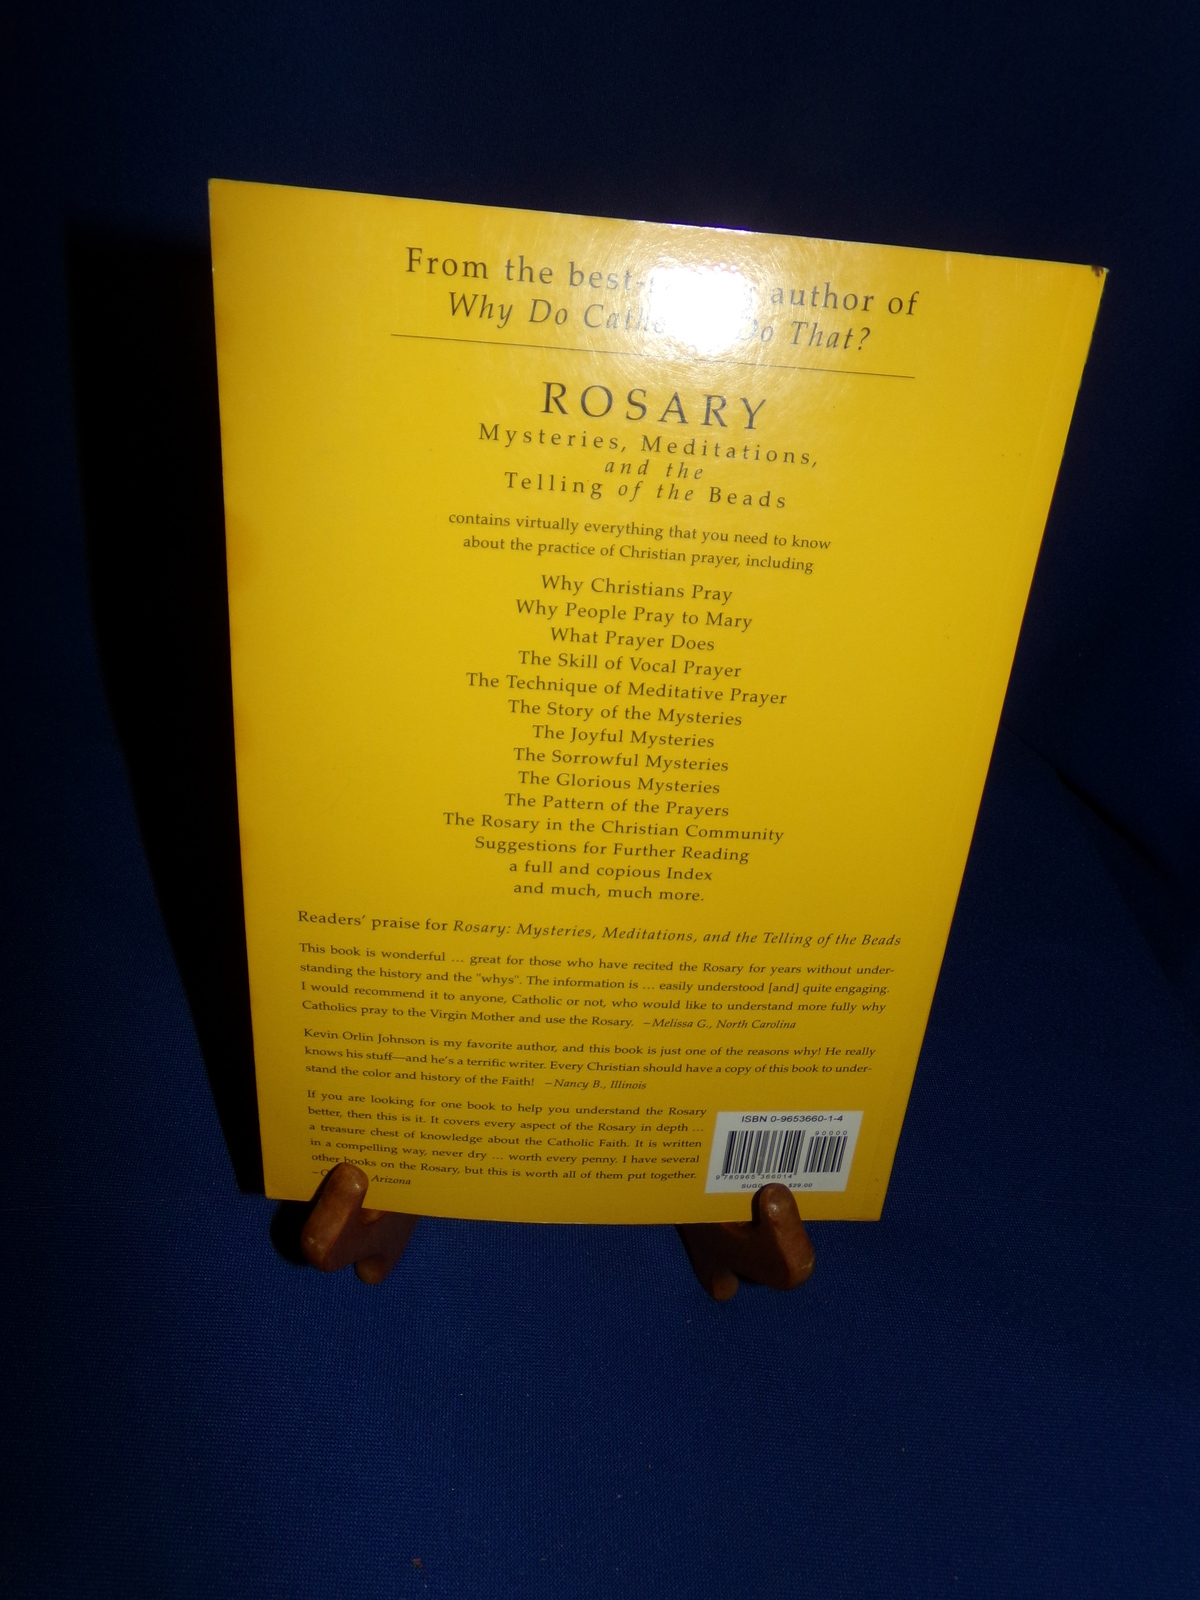 From the best- author of
Why Do Cath Do That?
ROSARY
Mysteries, Meditations,
and the
Telling of the Beads
contains virtually everything that you need to know
about the practice of Christian prayer, including
Why Christians Pray
Why People Pray to Mary
What Prayer Does
The Skill of Vocal Prayer
The Technique of Meditative Prayer
The Story of the Mysteries
The Joyful Mysteries
The Sorrowful Mysteries
The Glorious Mysteries
The Pattern of the Prayers
The Rosary in the Christian Community
Suggestions for Further Reading
a full and copious Index
and much, much more.
Readers' praise for Rosary: Mysteries, Meditations, and the Telling of the Beads
This book is wonderful ... great for those who have recited the Rosary for years without under-
standing the history and the "whys". The information is ... easily understood [and] quite engaging.
I would recommend it to anyone, Catholic or not, who would like to understand more fully why
Catholics pray to the Virgin Mother and use the Rosary. –Melissa G., North Carolina
Kevin Orlin Johnson is my favorite author, and this book is just one of the reasons why! He really
knows his stuff—and he's a terrific writer. Every Christian should have a copy of this book to under-
stand the color and history of the Faith! –Nancy B., Illinois
If you are looking for one book to help you understand the Rosary
better, then this is it. It covers every aspect of the Rosary in depth ...
a treasure chest of knowledge about the Catholic Faith. It is written
in a compelling way, never dry ... worth every penny. I have several
other books on the Rosary, but this is worth all of them put together.
Arizona
ISBN 0-9653660-1-4
90000
9 780965 366014
$29.00